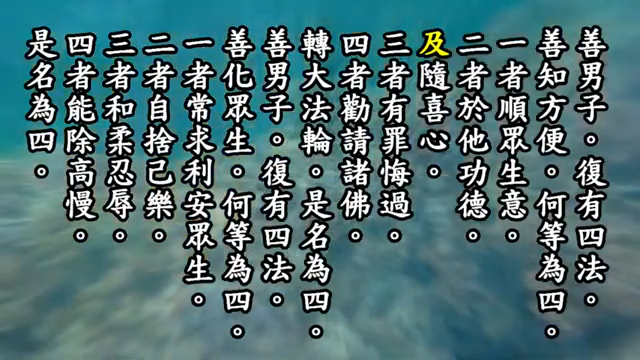 善男子。復有四法。
善知方便。何等為四。
一者順眾生意。
二者於他功德。
及隨喜心。
三者有罪悔過。
四者勸請諸佛。
轉大法輪。是名為四。
善男子。復有四法。
善化眾生。何等為四。
一者常求利安眾生。
二者自捨己樂。
三者和柔忍辱。
四者能除高慢。
是名為四。